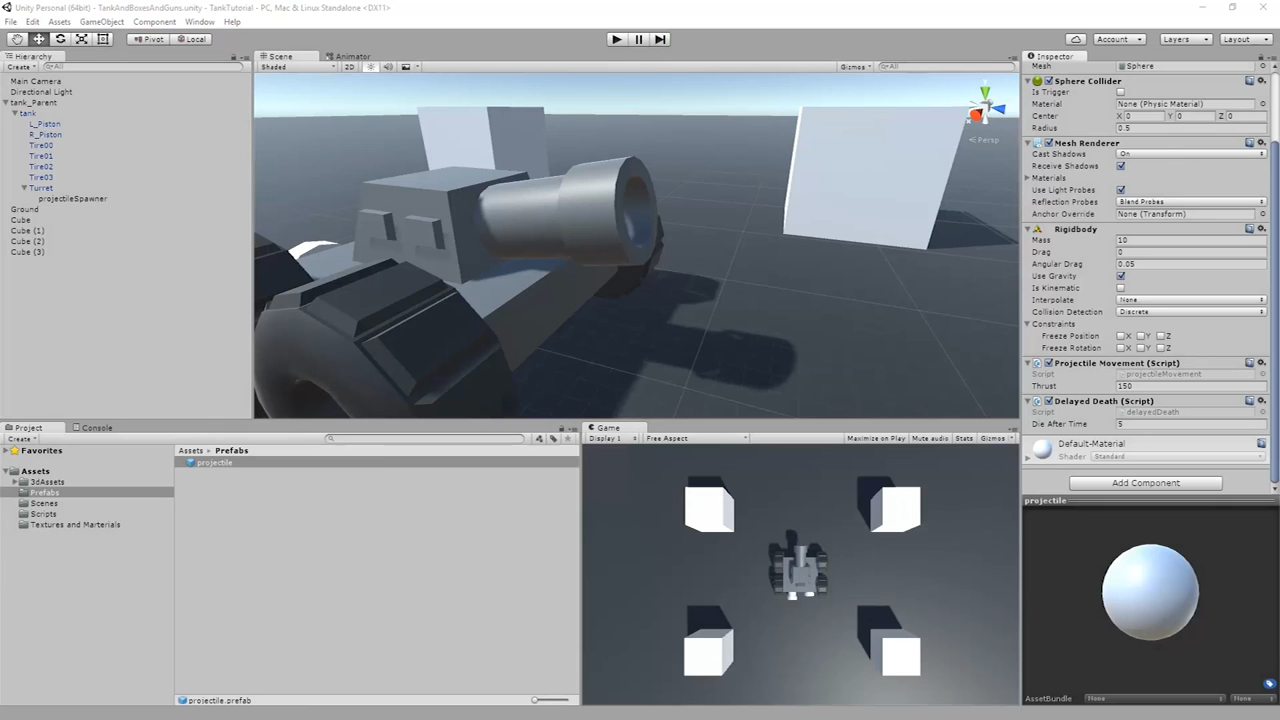 Unity Personal (64bit) - TankAndBoxesAndGuns.unity - TankTutorial - PC, Mac & Linux Standalone <DX11>
File Edit Assets GameObject Component Window Help
Pivot Local Account Layers Layout
Hierarchy
Create All
Main Camera
Directional Light
tank_Parent
tank
L_Piston
R_Piston
Tire00
Tire01
Tire02
Tire03
Turret
projectileSpawner
Ground
Cube
Cube (1)
Cube (2)
Cube (3)
Scene Animator
Shaded 2D Gizmos All
Persp
Inspector
Mesh Sphere
Sphere Collider
Is Trigger
Material None (Physic Material)
Center X 0 Y 0 Z 0
Radius 0.5
Mesh Renderer
Cast Shadows On
Receive Shadows
Materials
Use Light Probes
Reflection Probes Blend Probes
Anchor Override None (Transform)
Rigidbody
Mass 10
Drag 0
Angular Drag 0.05
Use Gravity
Is Kinematic
Interpolate None
Collision Detection Discrete
Constraints
Freeze Position X Y Z
Freeze Rotation X Y Z
Projectile Movement (Script)
Script projectileMovement
Thrust 150
Delayed Death (Script)
Script delayedDeath
Die After Time 5
Default-Material
Shader Standard
Add Component
projectile
AssetBundle None None
Project Console
Create
Favorites
Assets
3dAssets
Prefabs
Scenes
Scripts
Textures and Marterials
Assets Prefabs
projectile
projectile.prefab
Game
Display 1 Free Aspect Maximize on Play Mute audio Stats Gizmos